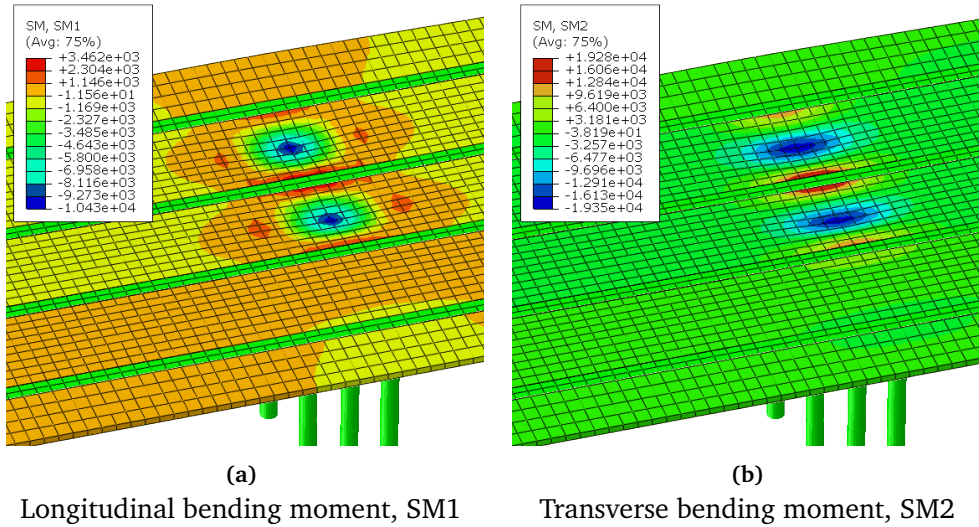 SM, SM1
(Avg: 75%)
+3.462e+03
+2.304e+03
+1.146e+03
-1.156e+01
-1.169e+03
-2.327e+03
-3.485e+03
-4.643e+03
-5.800e+03
-6.958e+03
-8.116e+03
-9.273e+03
-1.043e+04
SM, SM2
(Avg: 75%)
+1.928e+04
+1.606e+04
+1.284e+04
+9.619e+03
+6.400e+03
+3.181e+03
-3.819e+01
-3.257e+03
-6.477e+03
-9.696e+03
-1.291e+04
-1.613e+04
-1.935e+04
(a)
Longitudinal bending moment, SM1
(b)
Transverse bending moment, SM2